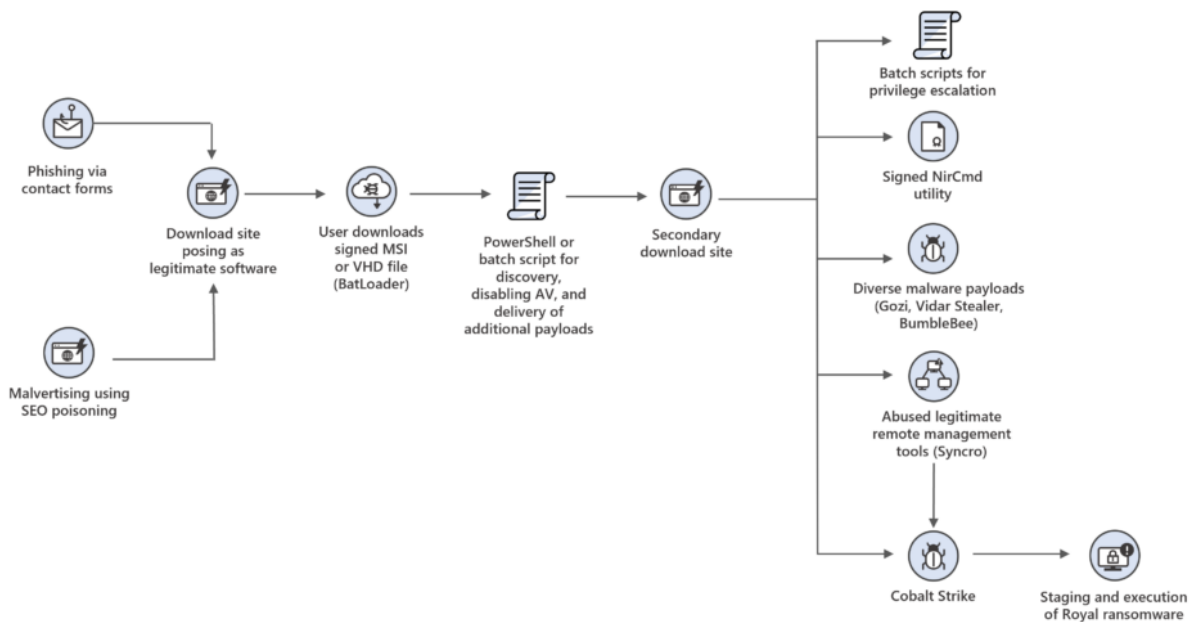 Phishing via
contact forms
Malvertising using
SEO poisoning
Download site
posing as
legitimate software
User downloads
signed MSI
or VHD file
(BatLoader)
PowerShell or
batch script for
discovery,
disabling AV, and
delivery of
additional payloads
Secondary
download site
Batch scripts for
privilege escalation
Signed NirCmd
utility
Diverse malware payloads
(Gozi, Vidar Stealer,
BumbleBee)
Abused legitimate
remote management
tools (Syncro)
Cobalt Strike
Staging and execution
of Royal ransomware